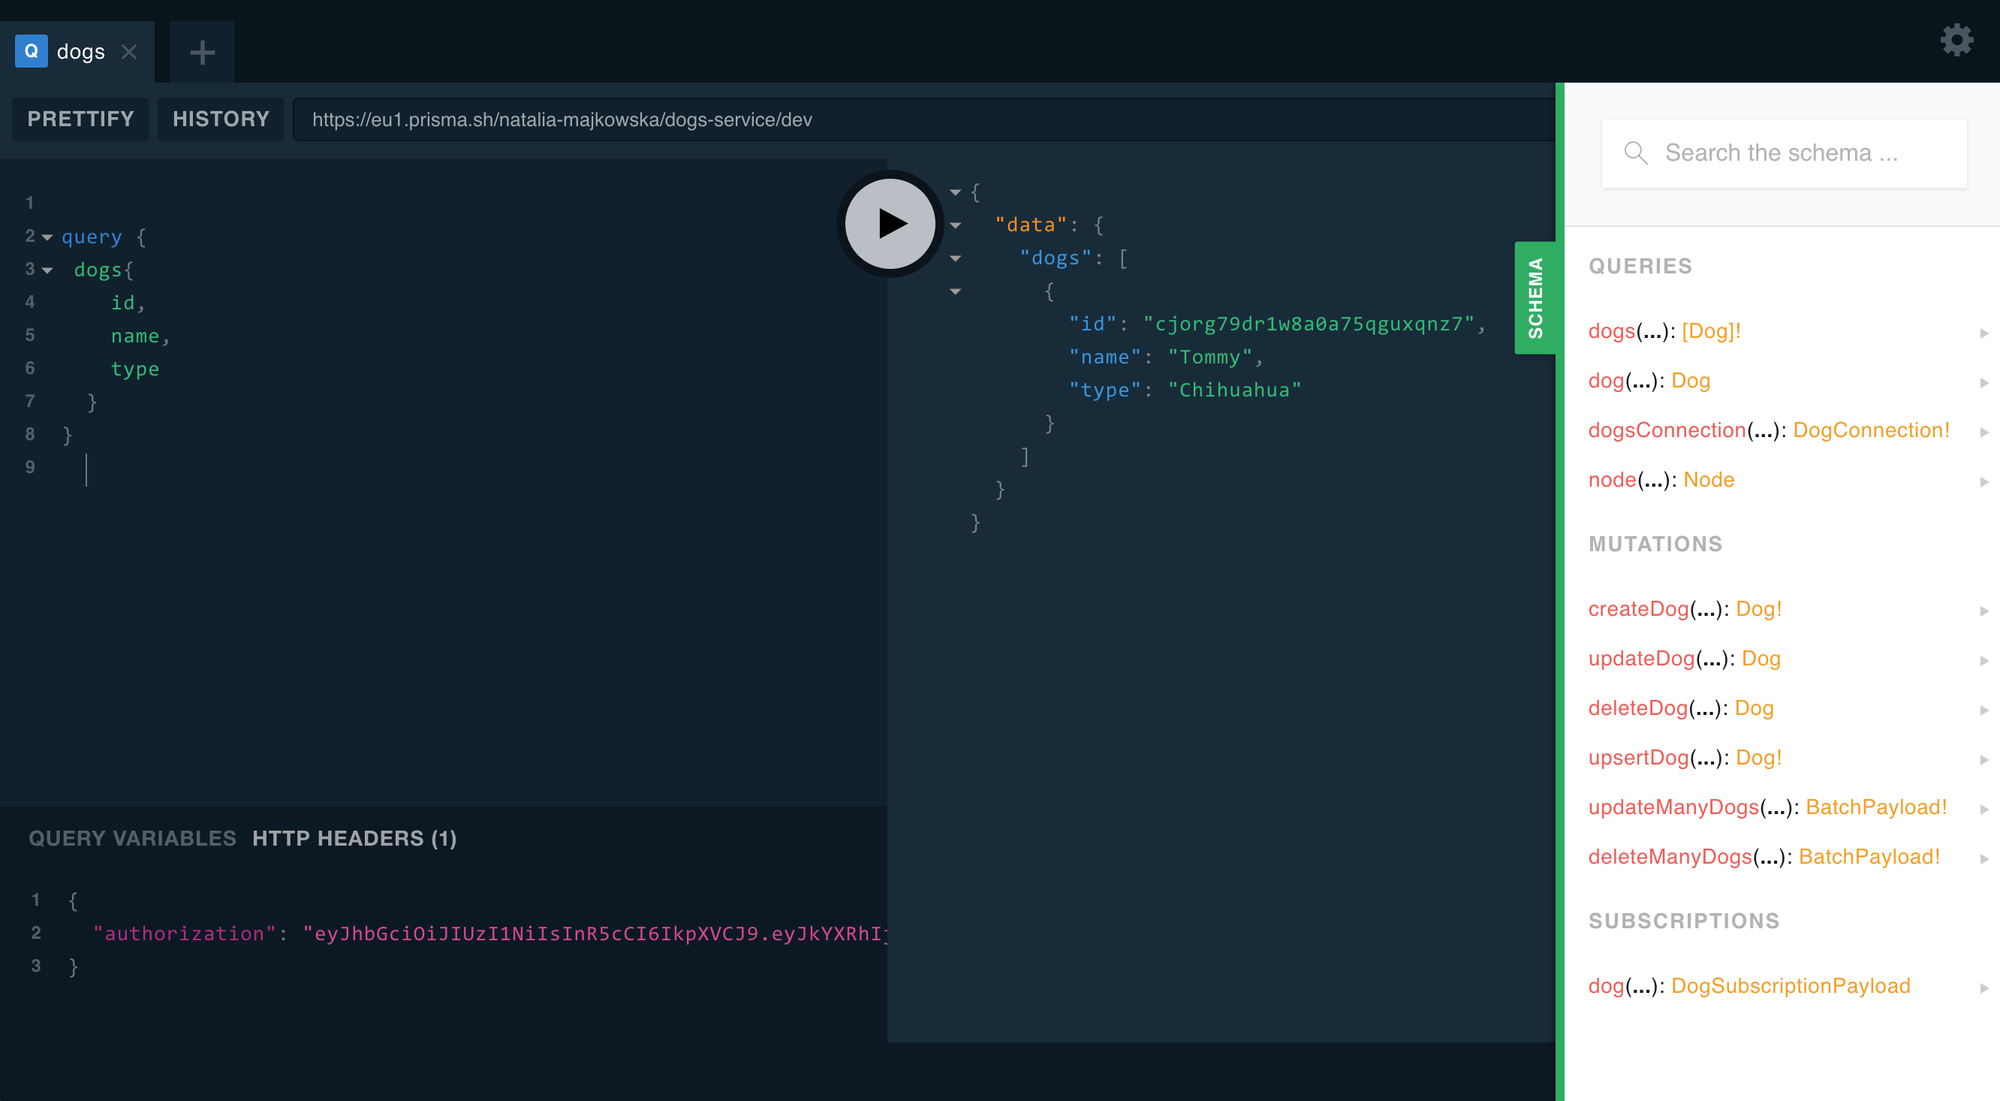 Q dogs
PRETTIFY
HISTORY
https://eu1.prisma.sh/natalia-majkowska/dogs-service/dev
1
2 query {
3 dogs{
4 id,
5 name,
6 type
7 }
8 }
9
QUERY VARIABLES HTTP HEADERS (1)
1 {
2 "authorization": "eyJhbGciOiJIUzI1NiIsInR5cCI6IkpXVCJ9.eyJkYXRhIj
3 }
{
"data": {
"dogs": [
{
"id": "cjorg79dr1w8a0a75qguxqnz7",
"name": "Tommy",
"type": "Chihuahua"
}
]
}
}
SCHEMA
Search the schema ...
QUERIES
dogs(...): [Dog]!
dog(...): Dog
dogsConnection(...): DogConnection!
node(...): Node
MUTATIONS
createDog(...): Dog!
updateDog(...): Dog
deleteDog(...): Dog
upsertDog(...): Dog!
updateManyDogs(...): BatchPayload!
deleteManyDogs(...): BatchPayload!
SUBSCRIPTIONS
dog(...): DogSubscriptionPayload